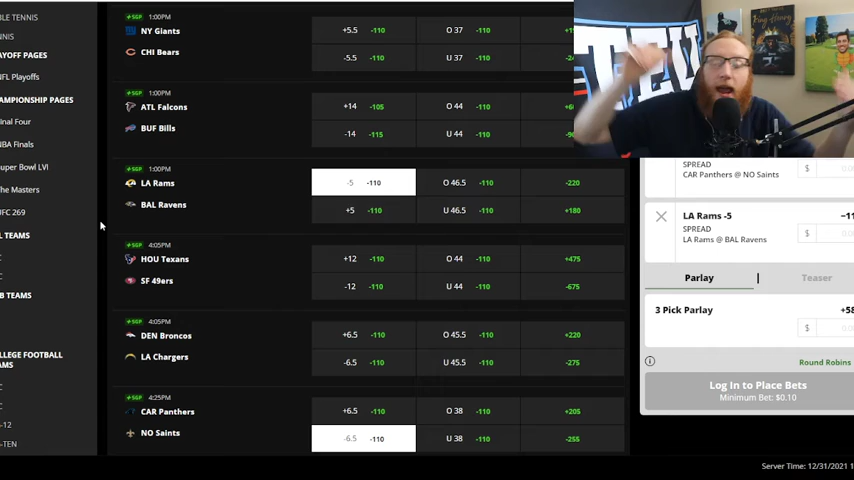 BLE TENNIS
NNIS
AYOFF PAGES
NFL Playoffs
AMPIONSHIP PAGES
inal Four
NBA Finals
uper Bowl LVI
The Masters
UFC 269
L TEAMS
C
C
B TEAMS
LLEGE FOOTBALL
AMS
C
C
-12
-TEN
SGP 1:00PM
NY Giants +5.5 -110 O 37 -110
CHI Bears -5.5 -110 U 37 -110
SGP 1:00PM
ATL Falcons +14 -105 O 44 -110
BUF Bills -14 -115 U 44 -110
SGP 1:00PM
LA Rams -5 -110 O 46.5 -110 -220
BAL Ravens +5 -110 U 46.5 -110 +180
SGP 4:05PM
HOU Texans +12 -110 O 44 -110 +475
SF 49ers -12 -110 U 44 -110 -675
SGP 4:05PM
DEN Broncos +6.5 -110 O 45.5 -110 +220
LA Chargers -6.5 -110 U 45.5 -110 -275
SGP 4:25PM
CAR Panthers +6.5 -110 O 38 -110 +205
NO Saints -6.5 -110 U 38 -110 -255
SPREAD
CAR Panthers @ NO Saints $
LA Rams -5 −11
SPREAD
LA Rams @ BAL Ravens $
Parlay Teaser
3 Pick Parlay +58
$
Round Robins
Log In to Place Bets
Minimum Bet: $0.10
Server Time: 12/31/2021 1